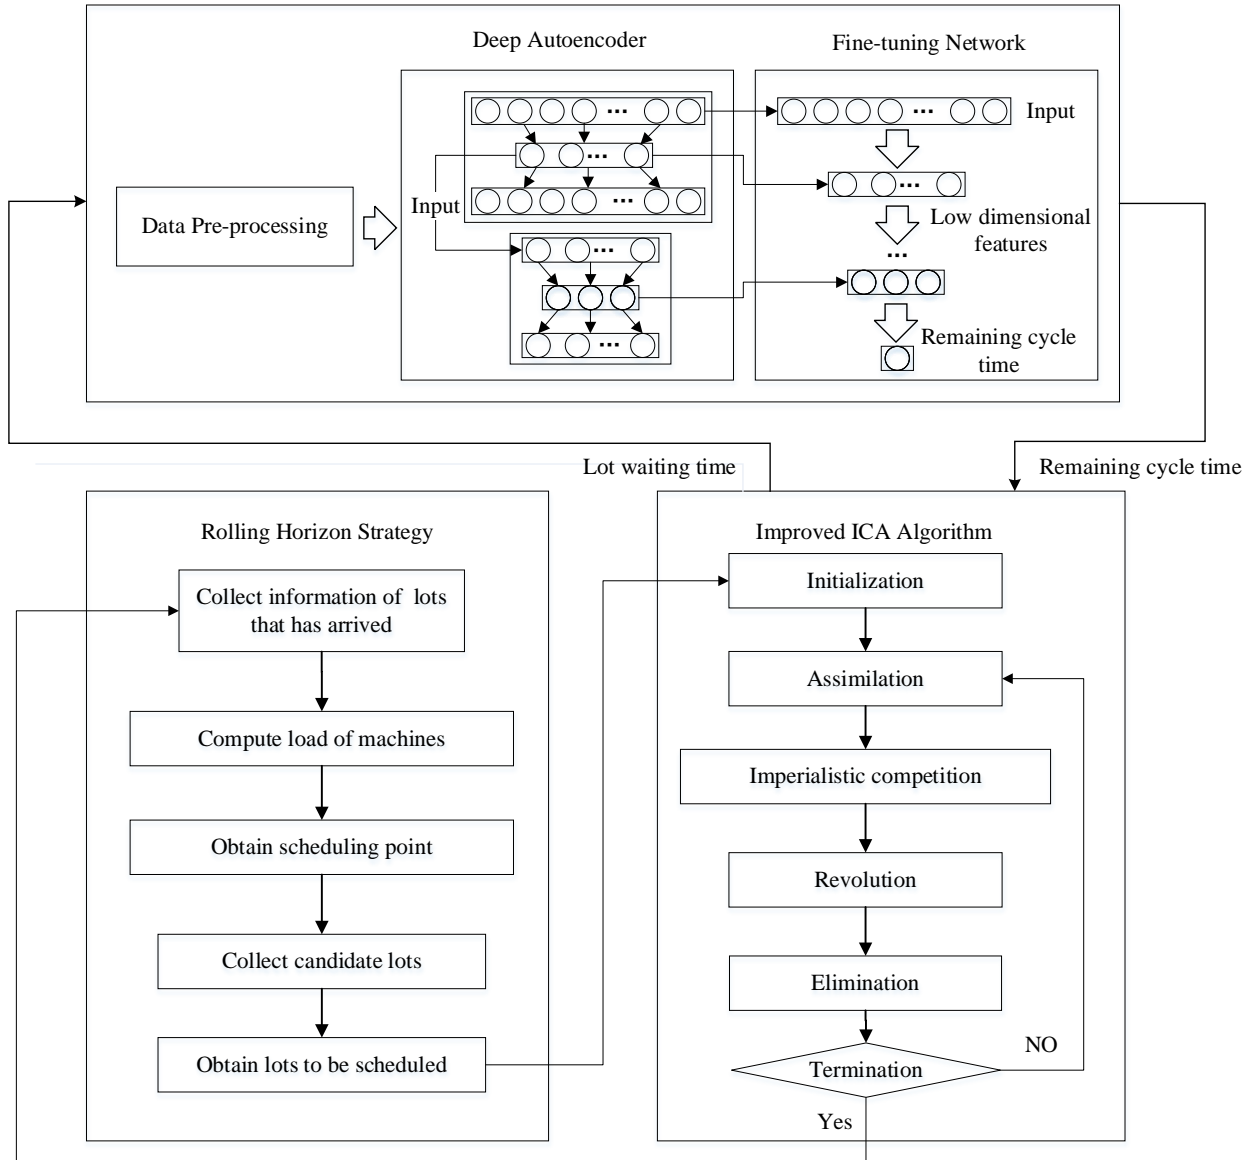 Deep Autoencoder
Fine-tuning Network
Input
Data Pre-processing
Input
Low dimensional
features
Remaining cycle
time
Lot waiting time
Remaining cycle time
Rolling Horizon Strategy
Collect information of lots
that has arrived
Compute load of machines
Obtain scheduling point
Collect candidate lots
Obtain lots to be scheduled
Improved ICA Algorithm
Initialization
Assimilation
Imperialistic competition
Revolution
Elimination
Termination
NO
Yes